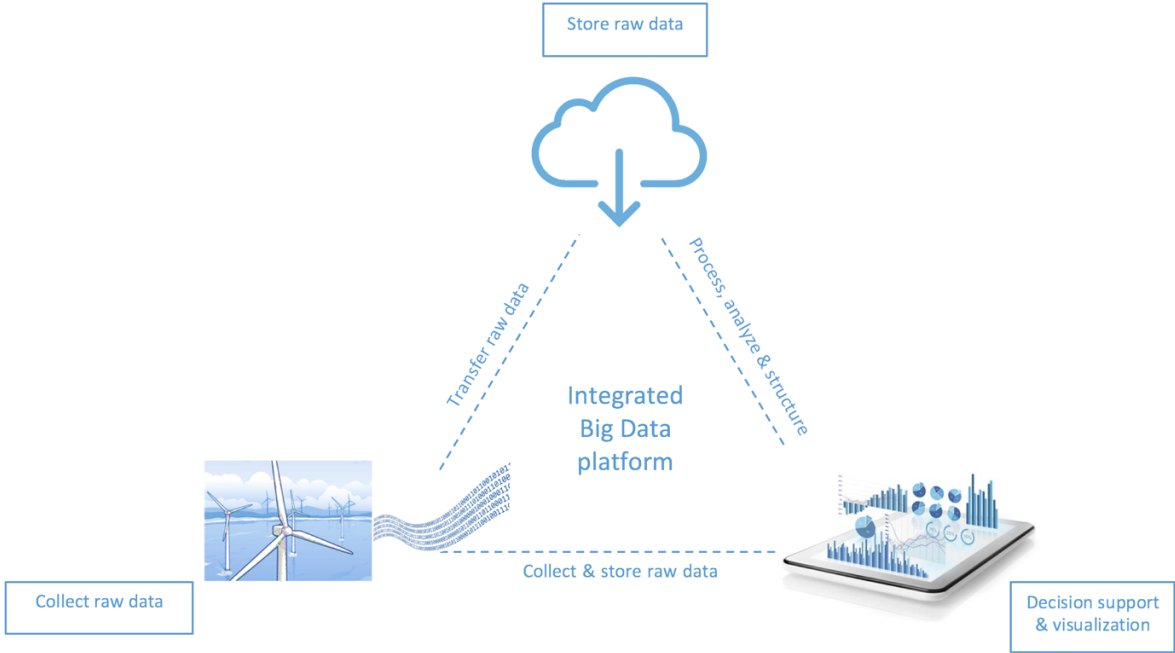 Store raw data
Transfer raw data
Process, analyze & structure
Integrated
Big Data
platform
Collect & store raw data
Collect raw data
Decision support
& visualization